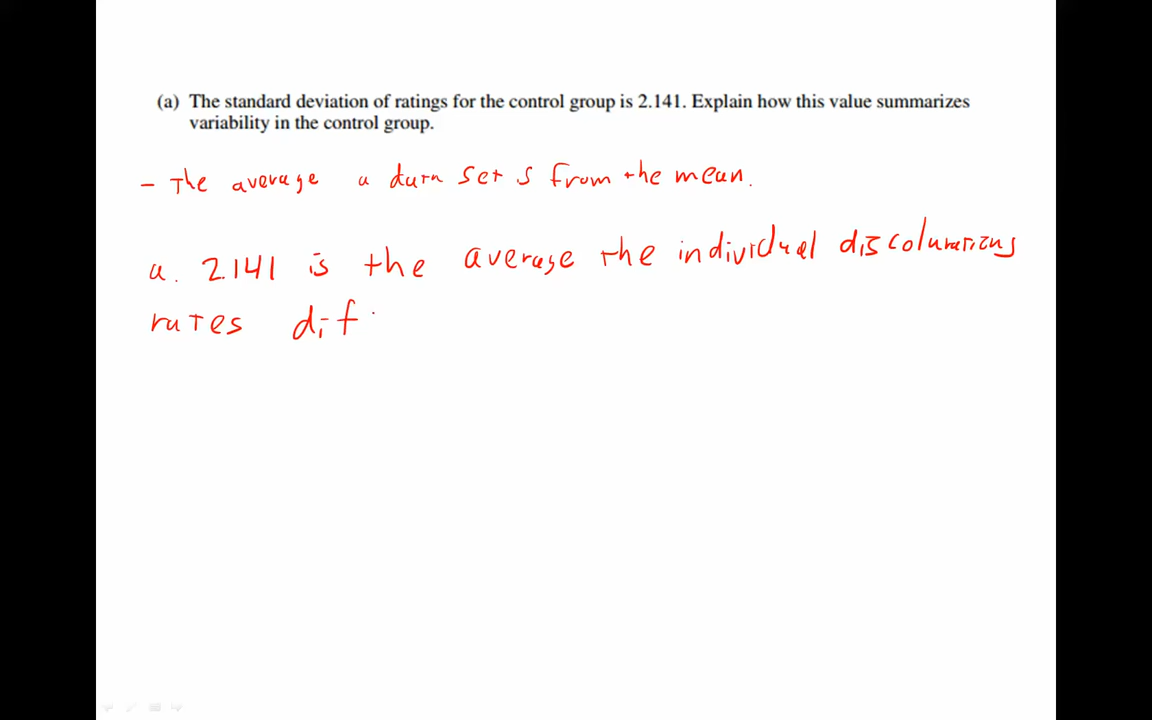 (a) The standard deviation of ratings for the control group is 2.141. Explain how this value summarizes
variability in the control group.
- The average a data set is from the mean.
a. 2.141 is the average the individual
rates dif